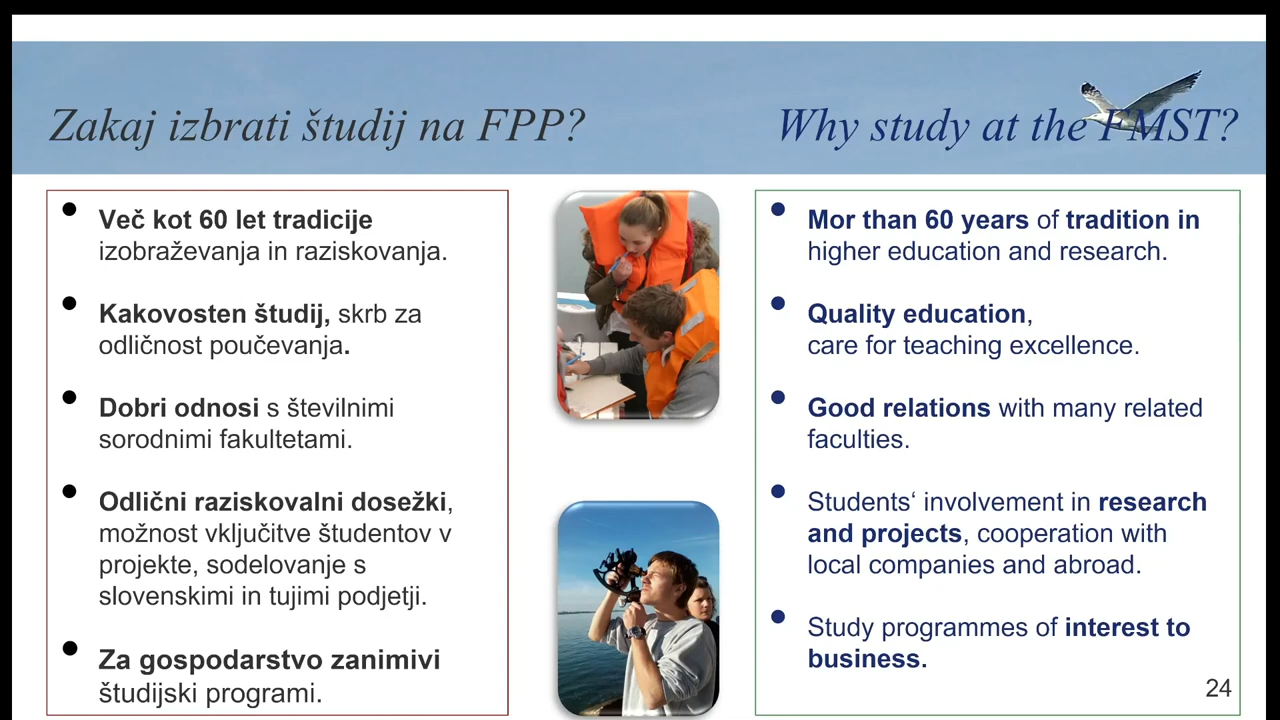 Zakaj izbrati študij na FPP?
Why study at the FMST?
• Več kot 60 let tradicije
izobraževanja in raziskovanja.
• Kakovosten študij, skrb za
odličnost poučevanja.
• Dobri odnosi s številnimi
sorodnimi fakultetami.
• Odlični raziskovalni dosežki,
možnost vključitve študentov v
projekte, sodelovanje s
slovenskimi in tujimi podjetji.
• Za gospodarstvo zanimivi
študijski programi.
• Mor than 60 years of tradition in
higher education and research.
• Quality education,
care for teaching excellence.
• Good relations with many related
faculties.
• Students‘ involvement in research
and projects, cooperation with
local companies and abroad.
• Study programmes of interest to
business.
24